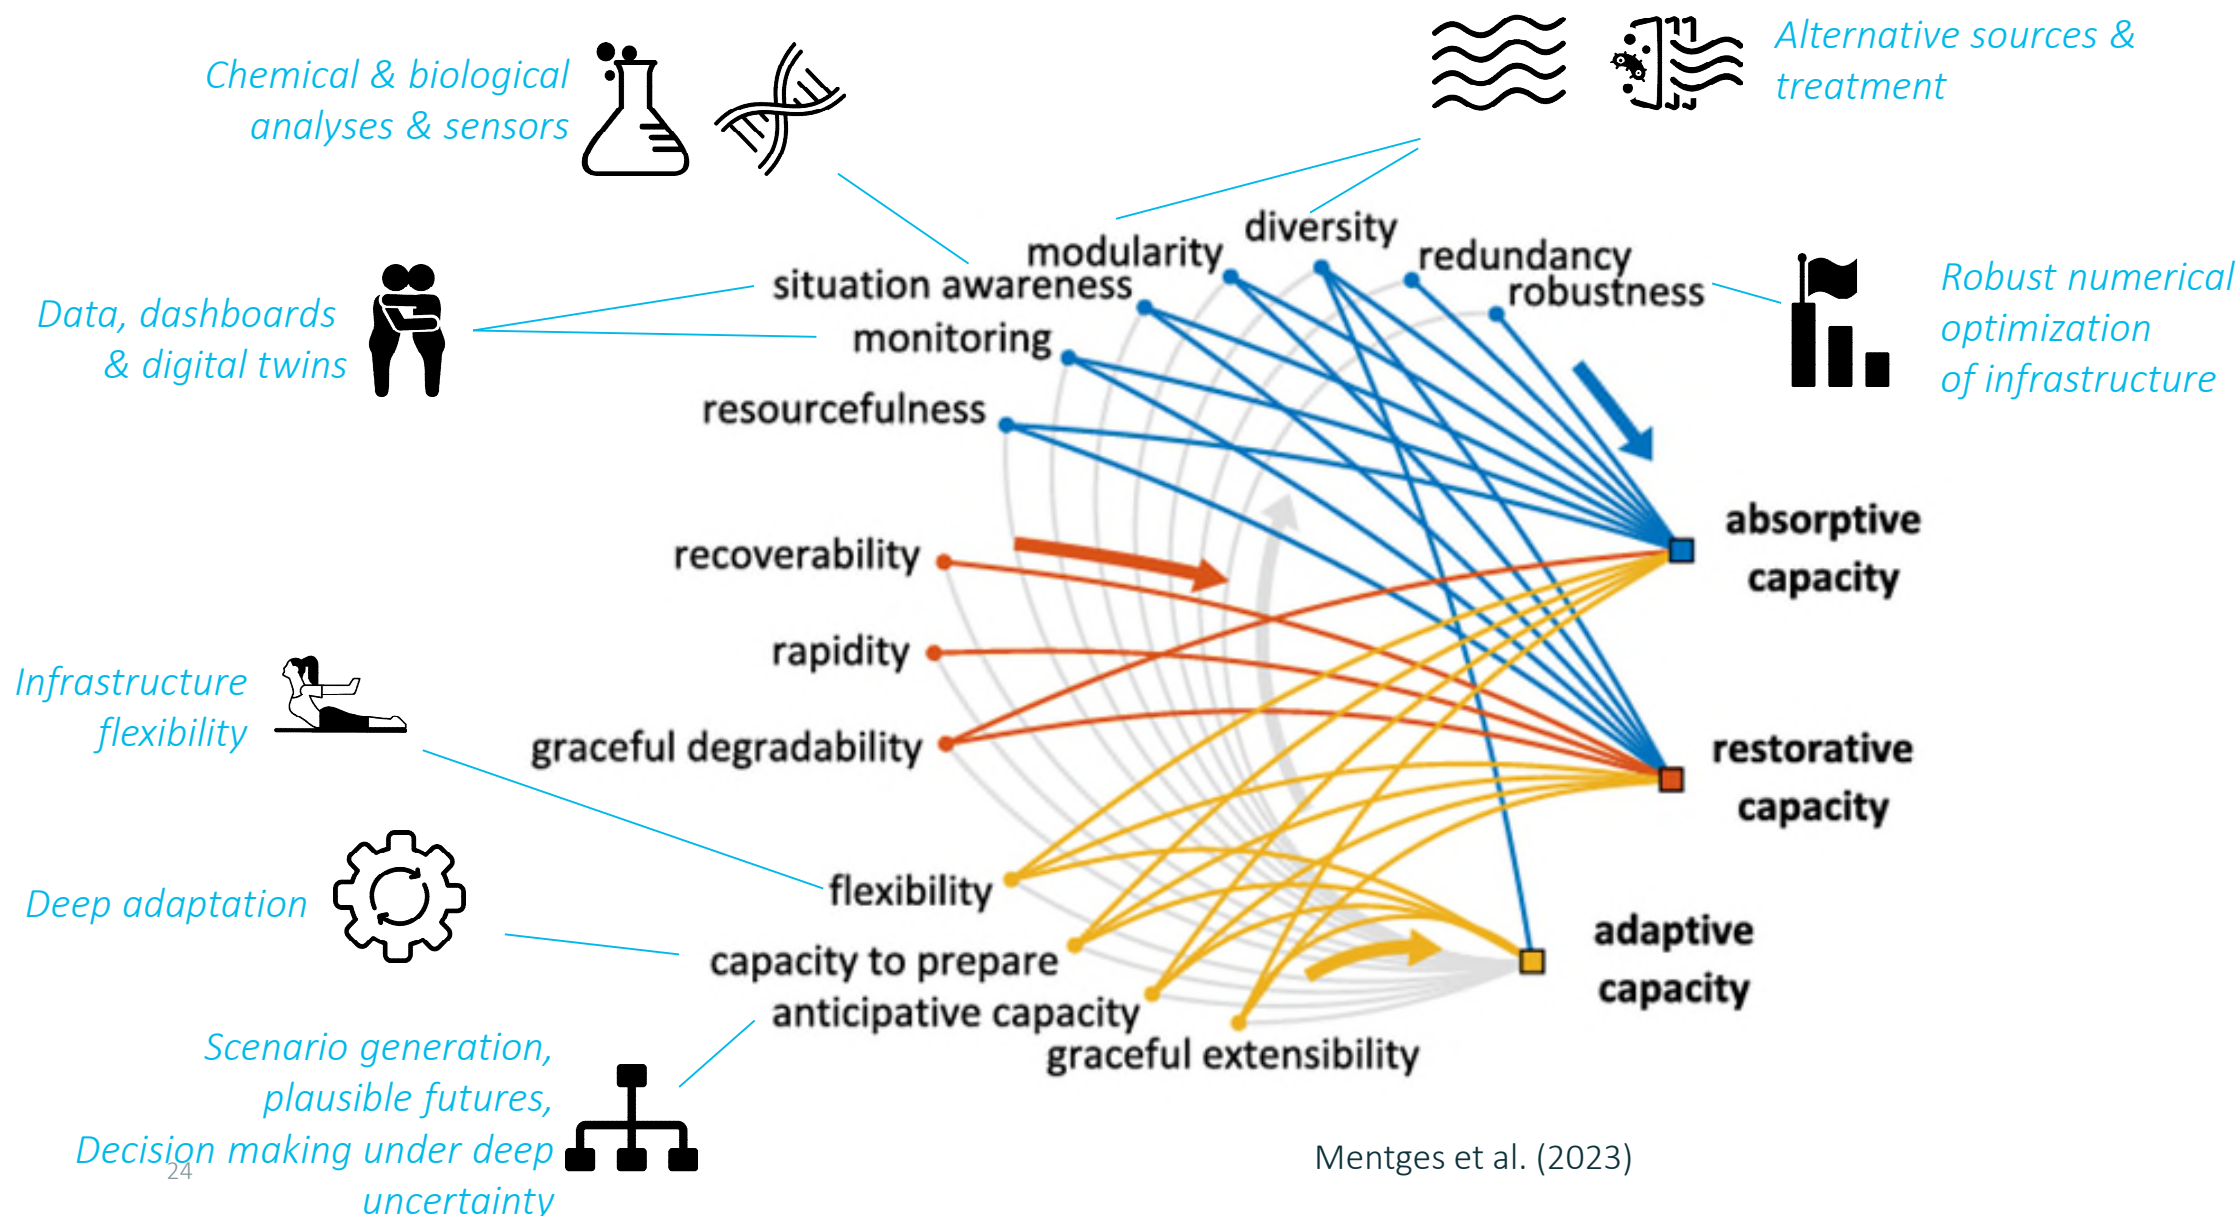 Chemical & biological
analyses & sensors
Alternative sources &
treatment
Data, dashboards
& digital twins
Robust numerical
optimization
of infrastructure
diversity
modularity
redundancy
situation awareness
robustness
monitoring
resourcefulness
recoverability
rapidity
graceful degradability
flexibility
capacity to prepare
anticipative capacity
graceful extensibility
absorptive
capacity
restorative
capacity
adaptive
capacity
Infrastructure
flexibility
Deep adaptation
Scenario generation,
plausible futures,
Decision making under deep
uncertainty
24
Mentges et al. (2023)